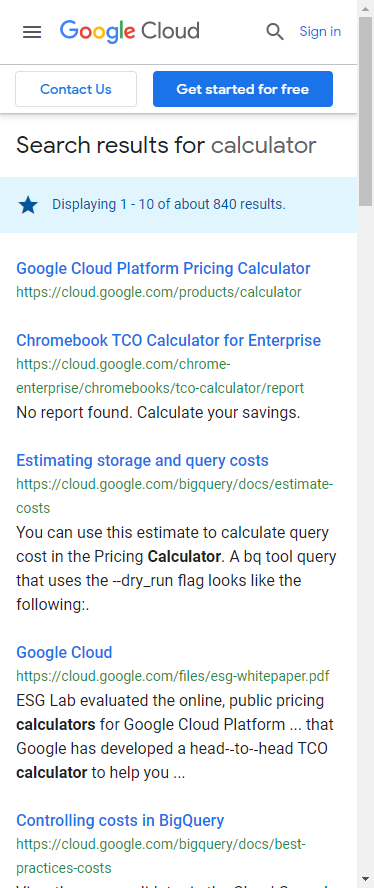 Google Cloud
Sign in
Contact Us
Get started for free
Search results for calculator
Displaying 1 - 10 of about 840 results.
Google Cloud Platform Pricing Calculator
https://cloud.google.com/products/calculator
Chromebook TCO Calculator for Enterprise
https://cloud.google.com/chrome-
enterprise/chromebooks/tco-calculator/report
No report found. Calculate your savings.
Estimating storage and query costs
https://cloud.google.com/bigquery/docs/estimate-
costs
You can use this estimate to calculate query
cost in the Pricing Calculator. A bq tool query
that uses the --dry_run flag looks like the
following:.
Google Cloud
https://cloud.google.com/files/esg-whitepaper.pdf
ESG Lab evaluated the online, public pricing
calculators for Google Cloud Platform ... that
Google has developed a head--to--head TCO
calculator to help you ...
Controlling costs in BigQuery
https://cloud.google.com/bigquery/docs/best-
practices-costs